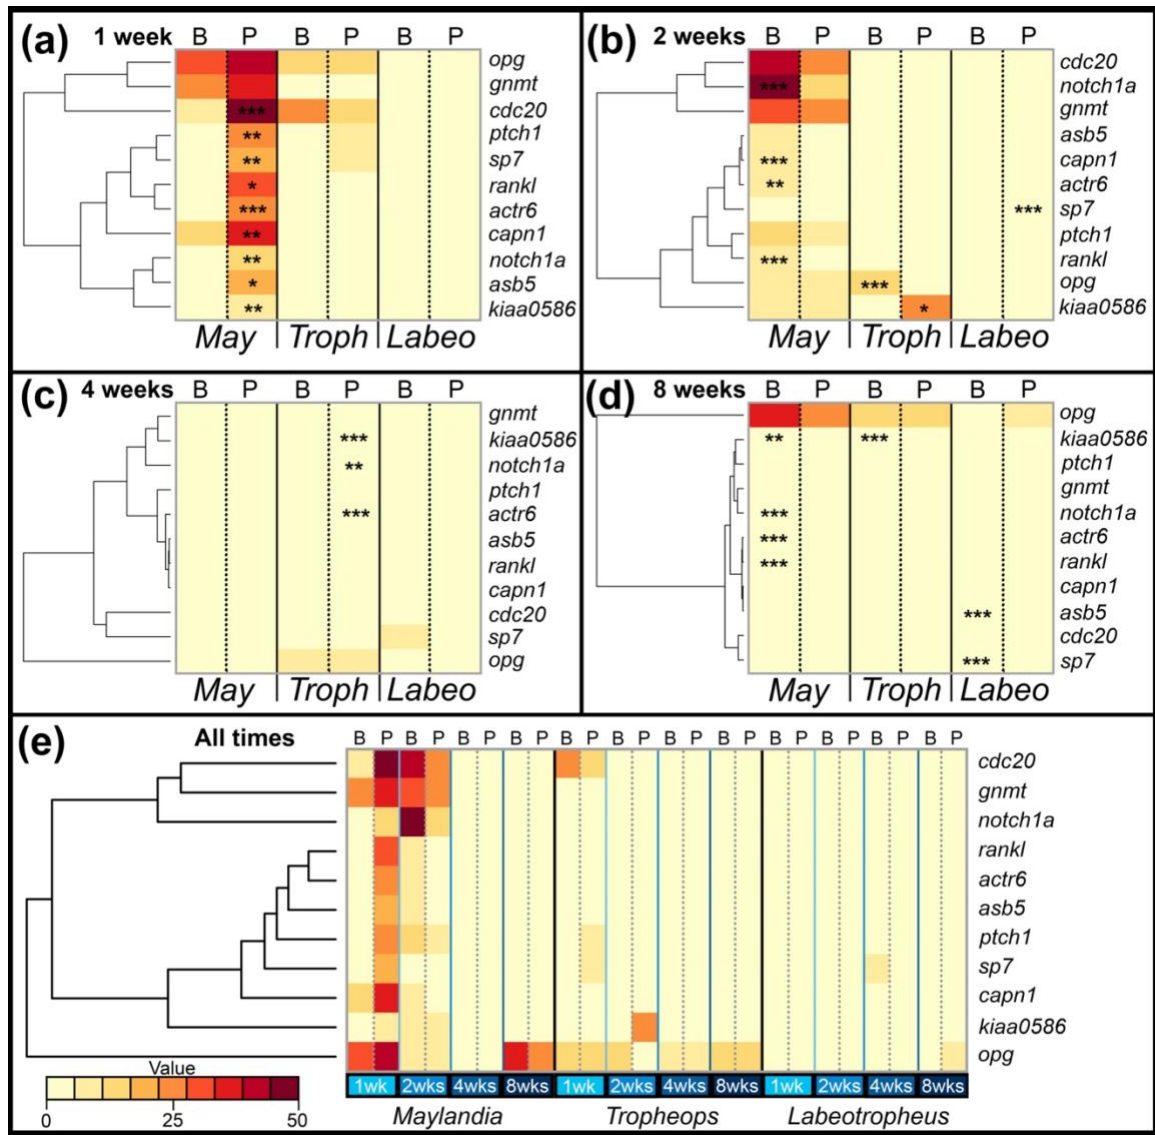 (a) 1 week B P B P B P
opg
gnmt
*** cdc20
** ptch1
** sp7
* rankl
*** actr6
** capn1
** notch1a
* asb5
** kiaa0586
May Troph Labeo
(b) 2 weeks B P B P B P
cdc20
*** notch1a
gnmt
asb5
*** capn1
** actr6
*** sp7
ptch1
*** rankl
*** opg
* kiaa0586
May Troph Labeo
(c) 4 weeks B P B P B P
gnmt
*** kiaa0586
** notch1a
ptch1
*** actr6
asb5
rankl
capn1
cdc20
sp7
opg
May Troph Labeo
(d) 8 weeks B P B P B P
opg
** *** kiaa0586
ptch1
gnmt
*** notch1a
*** actr6
*** rankl
capn1
*** asb5
cdc20
*** sp7
May Troph Labeo
(e) All times B P B P B P B P B P B P B P B P B P B P B P B P
cdc20
gnmt
notch1a
rankl
actr6
asb5
ptch1
sp7
capn1
kiaa0586
opg
Value
0 25 50
1wk 2wks 4wks 8wks 1wk 2wks 4wks 8wks 1wk 2wks 4wks 8wks
Maylandia Tropheops Labeotropheus